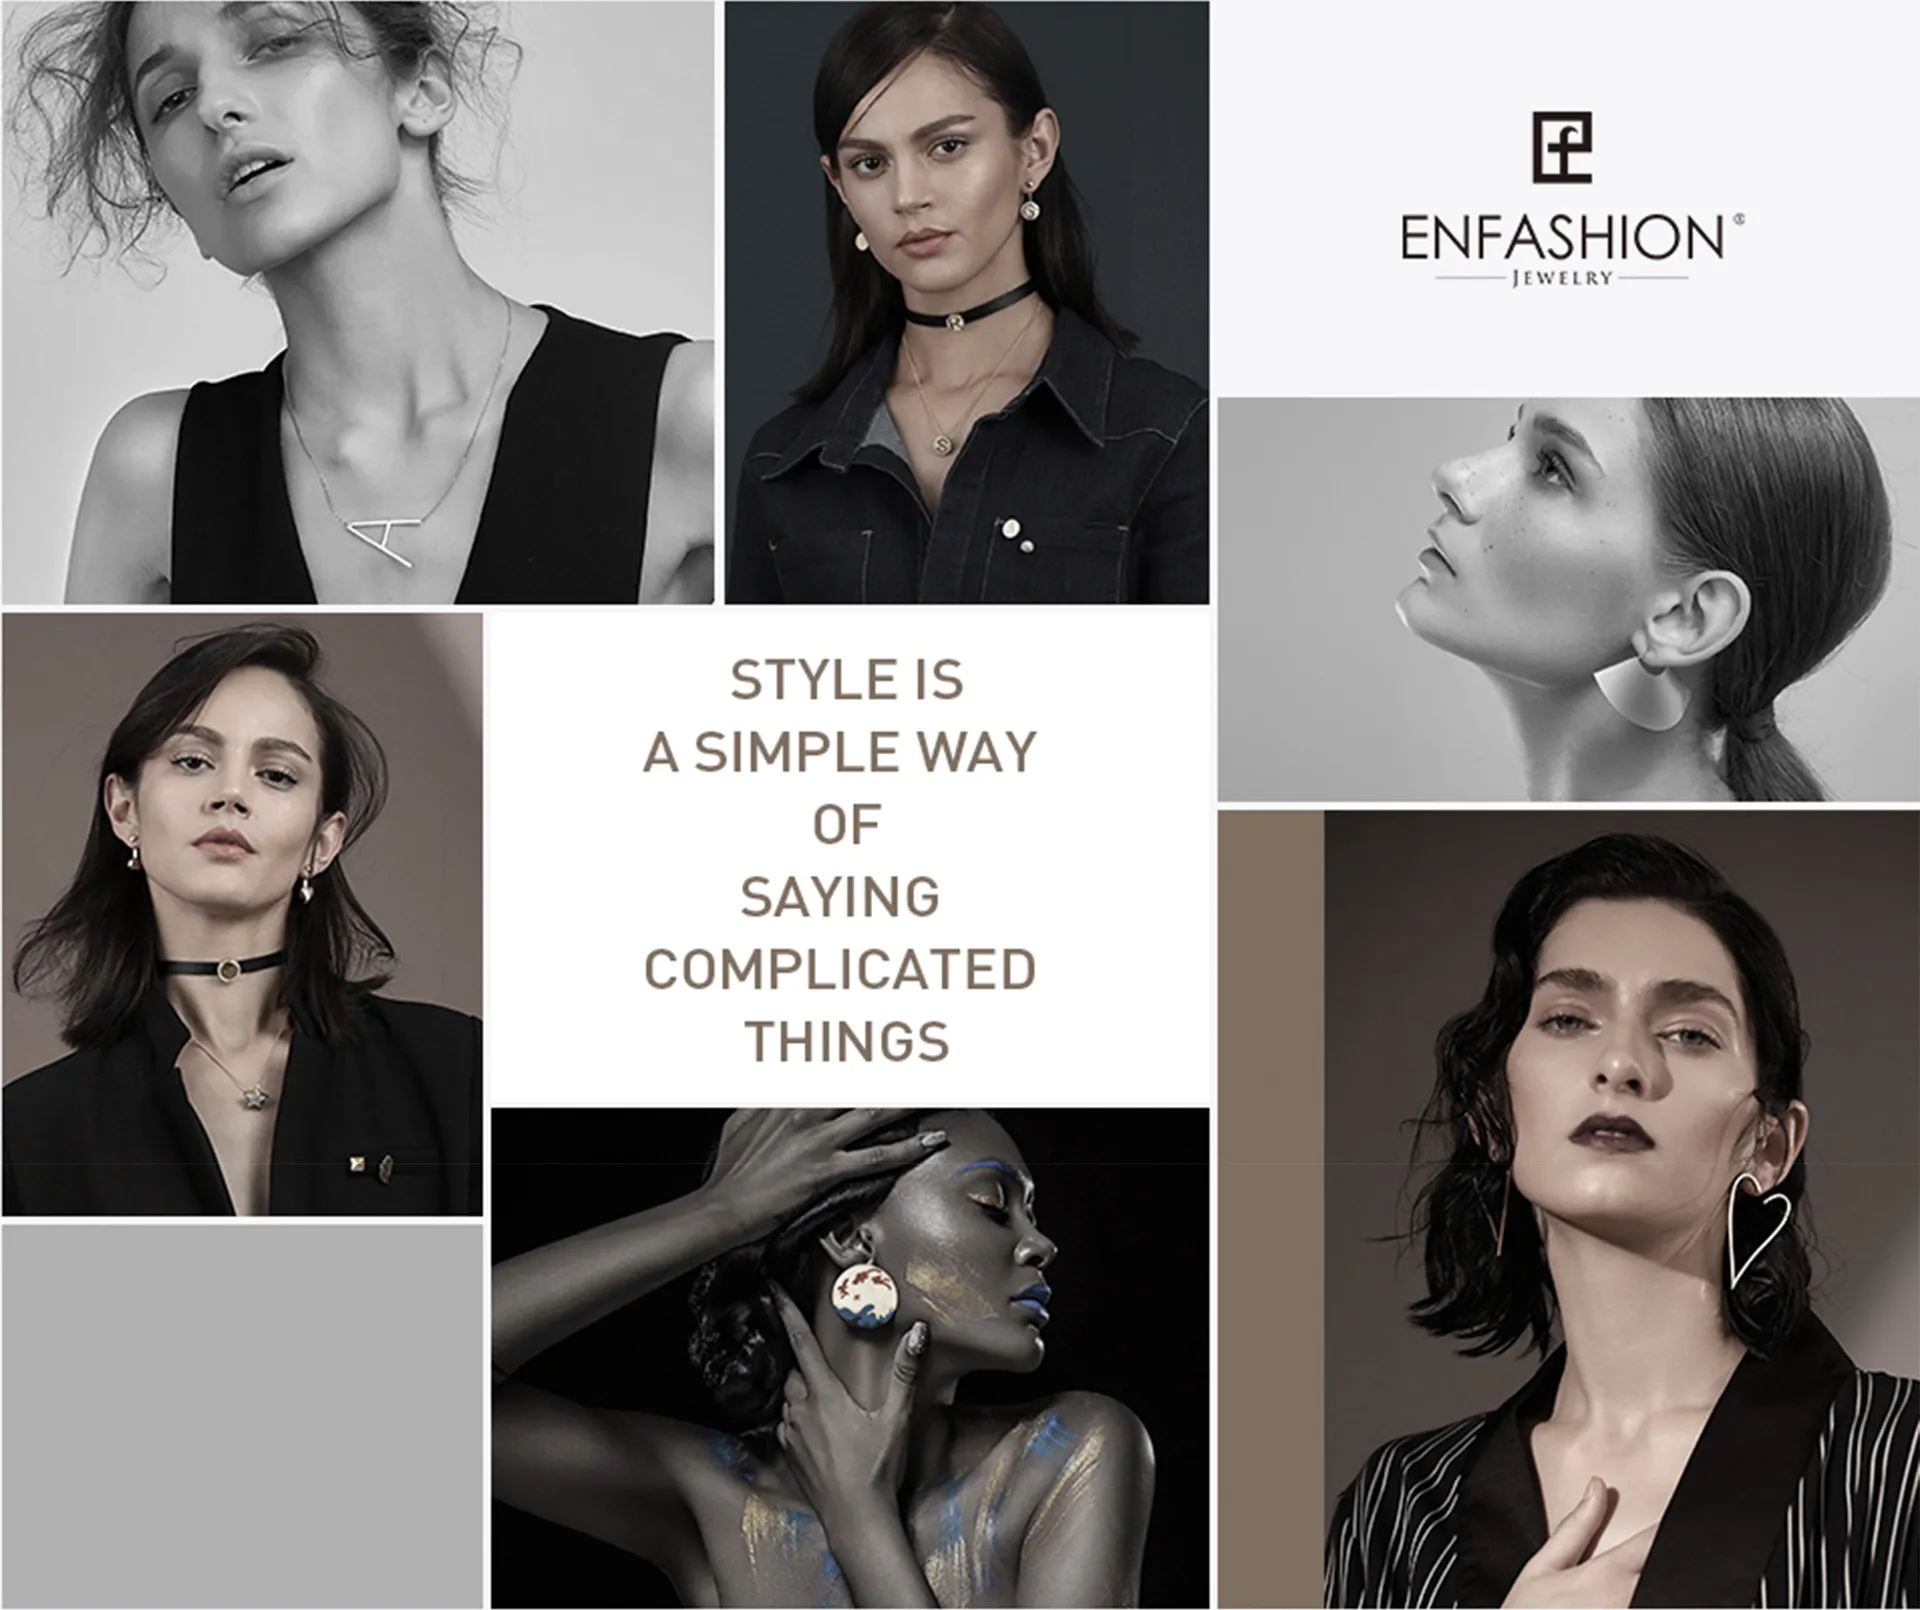 ENFASHION®
JEWELRY
STYLE IS
A SIMPLE WAY
OF
SAYING
COMPLICATED
THINGS
A
R
S
S